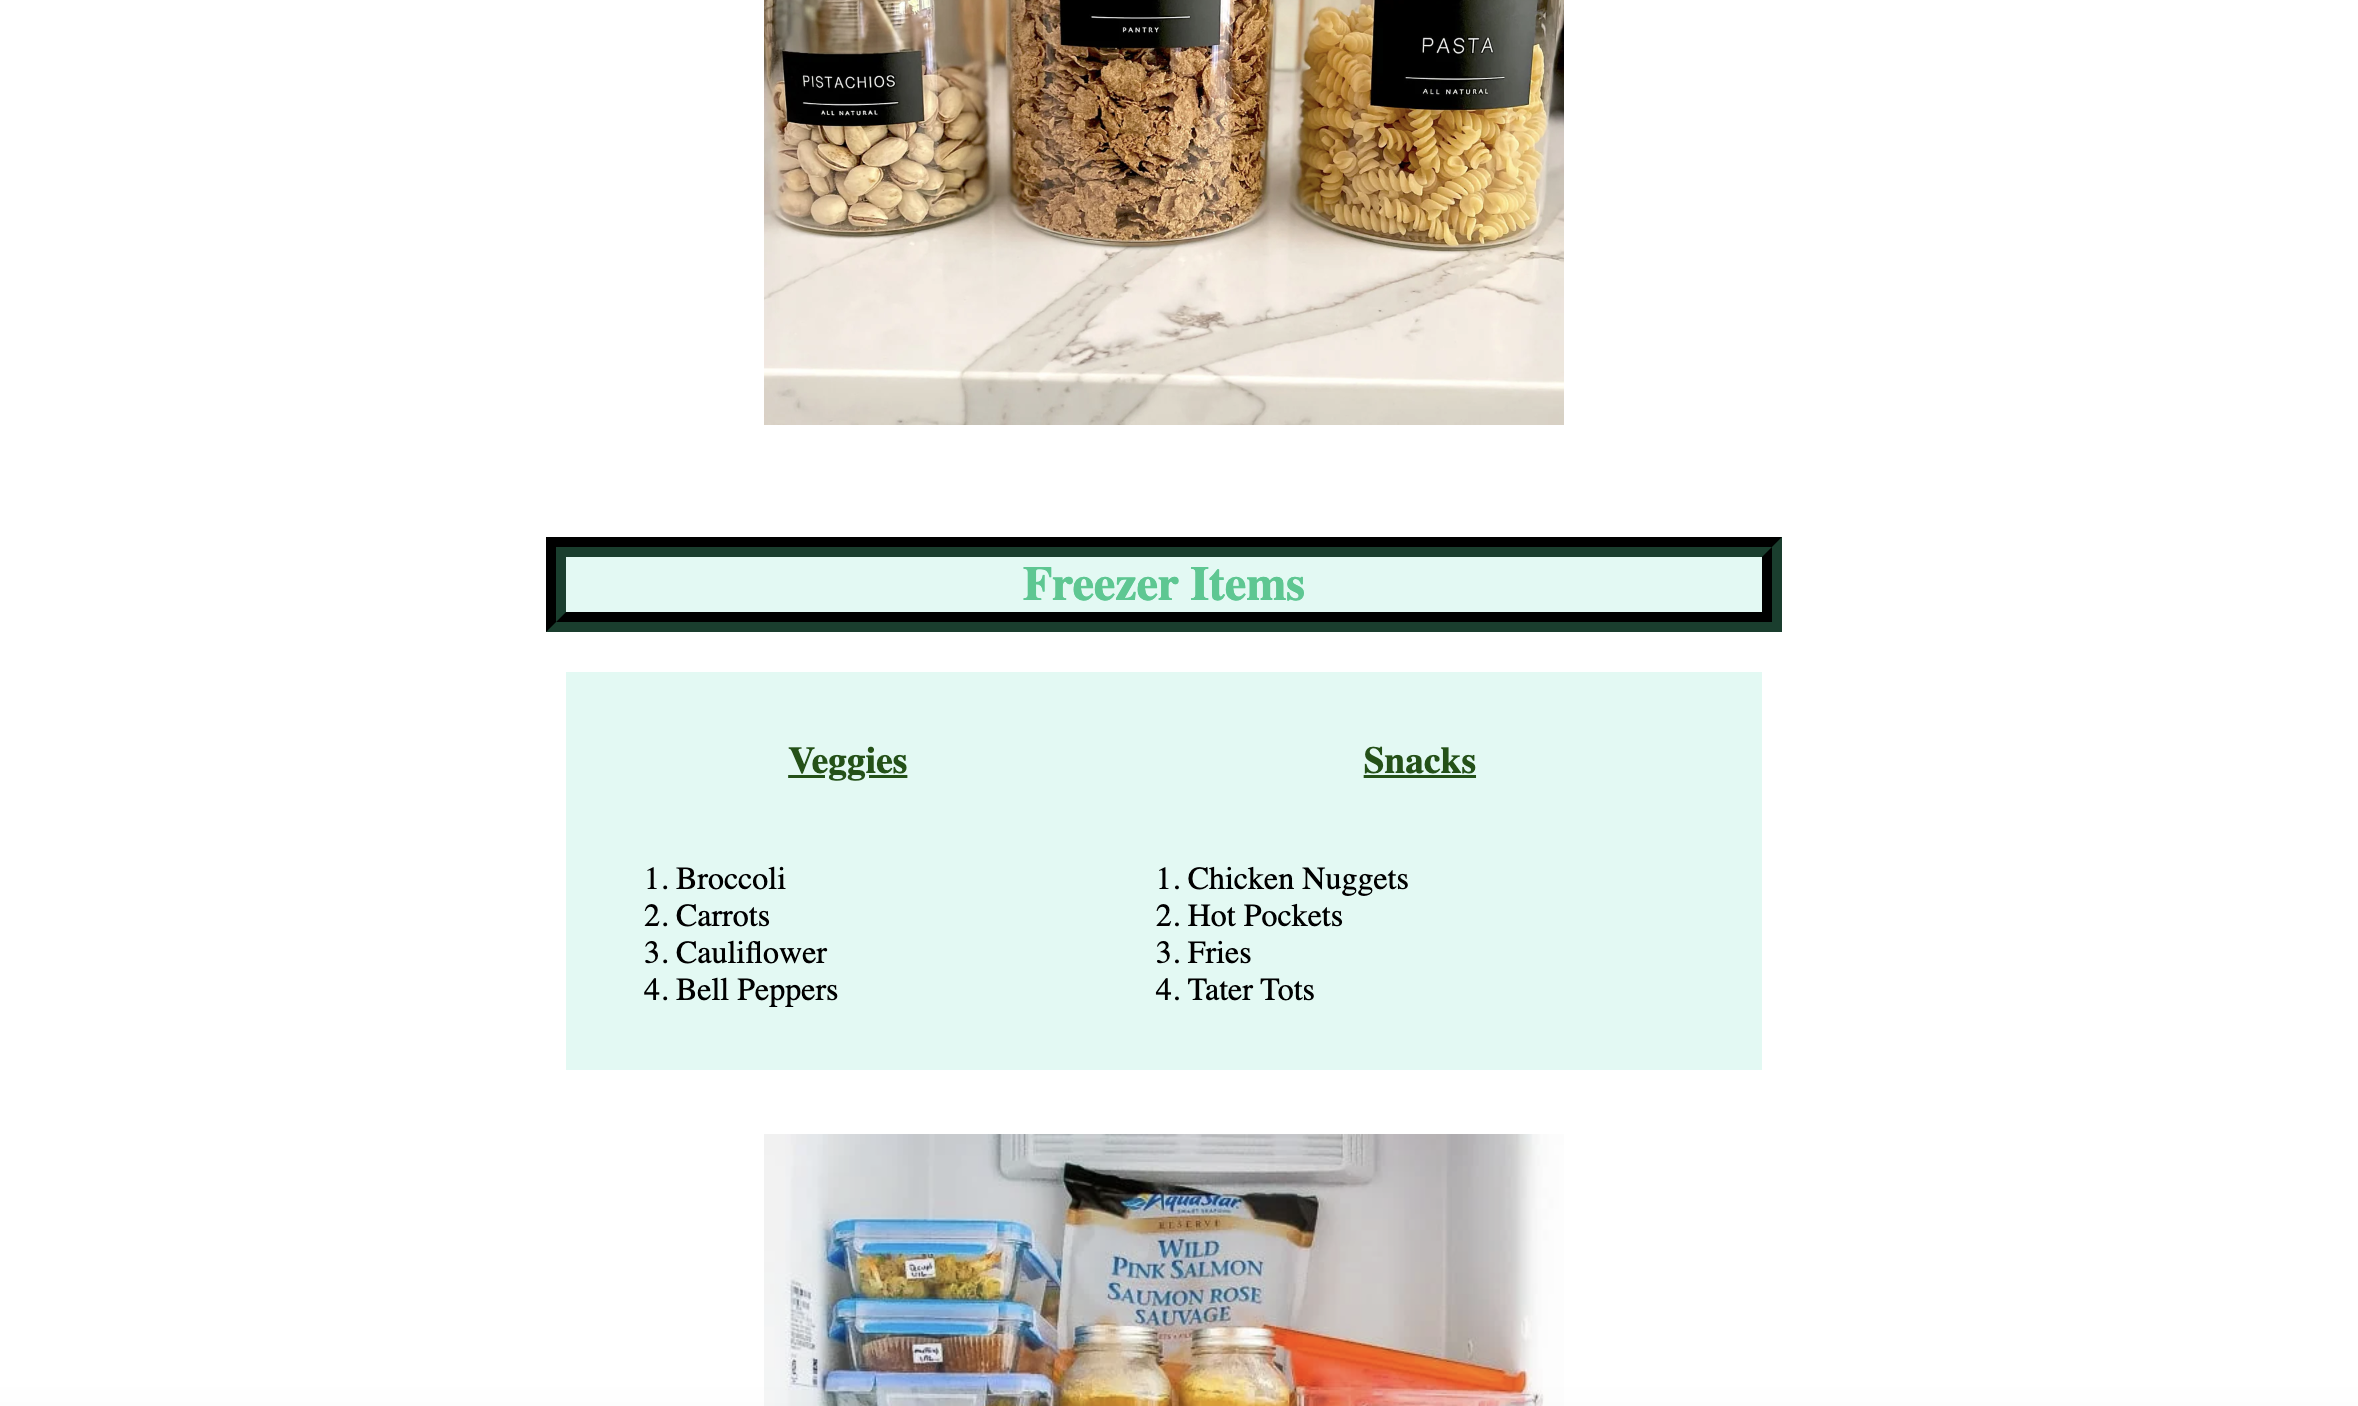 PANTRY
PASTA
ALL NATURAL
PISTACHIOS
ALL NATURAL
Freezer Items
Veggies
Snacks
1. Broccoli
2. Carrots
3. Cauliflower
4. Bell Peppers
1. Chicken Nuggets
2. Hot Pockets
3. Fries
4. Tater Tots
AquaStar
RESERVE
WILD
PINK SALMON
SAUMON ROSE
SAUVAGE